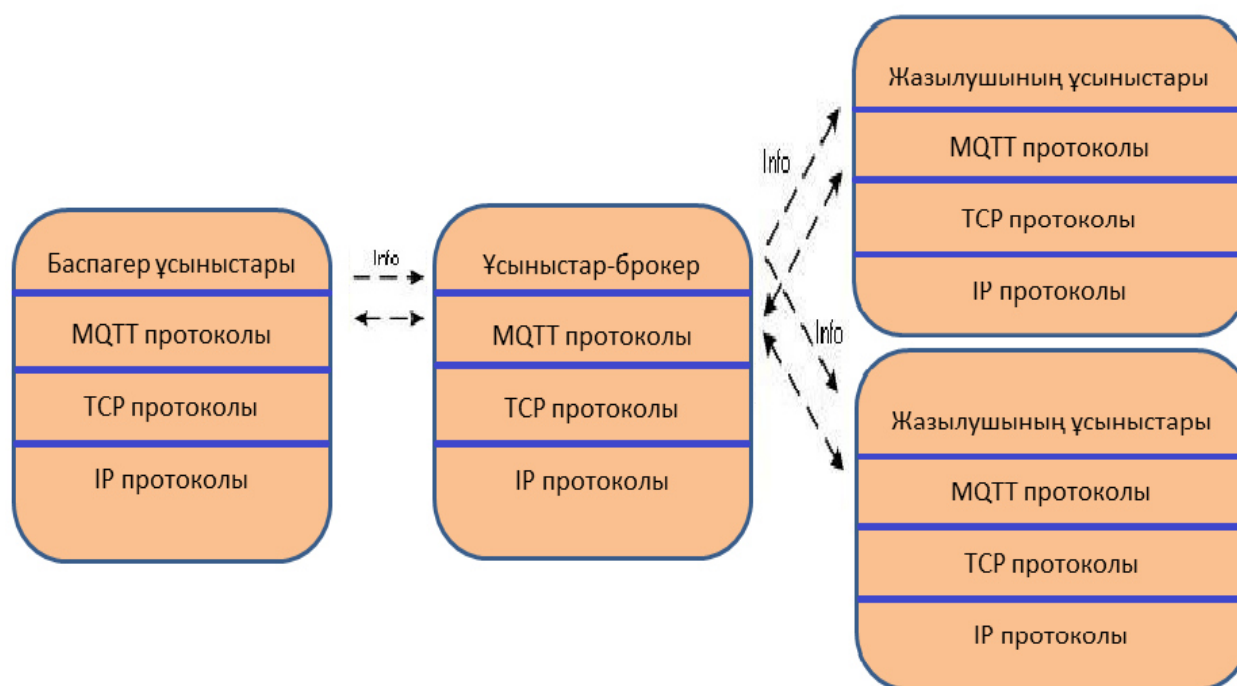 Баспагер ұсыныстары
MQTT протоколы
TCP протоколы
IP протоколы
Info
Ұсыныстар-брокер
MQTT протоколы
TCP протоколы
IP протоколы
Info
Info
Жазылушының ұсыныстары
MQTT протоколы
TCP протоколы
IP протоколы
Жазылушының ұсыныстары
MQTT протоколы
TCP протоколы
IP протоколы